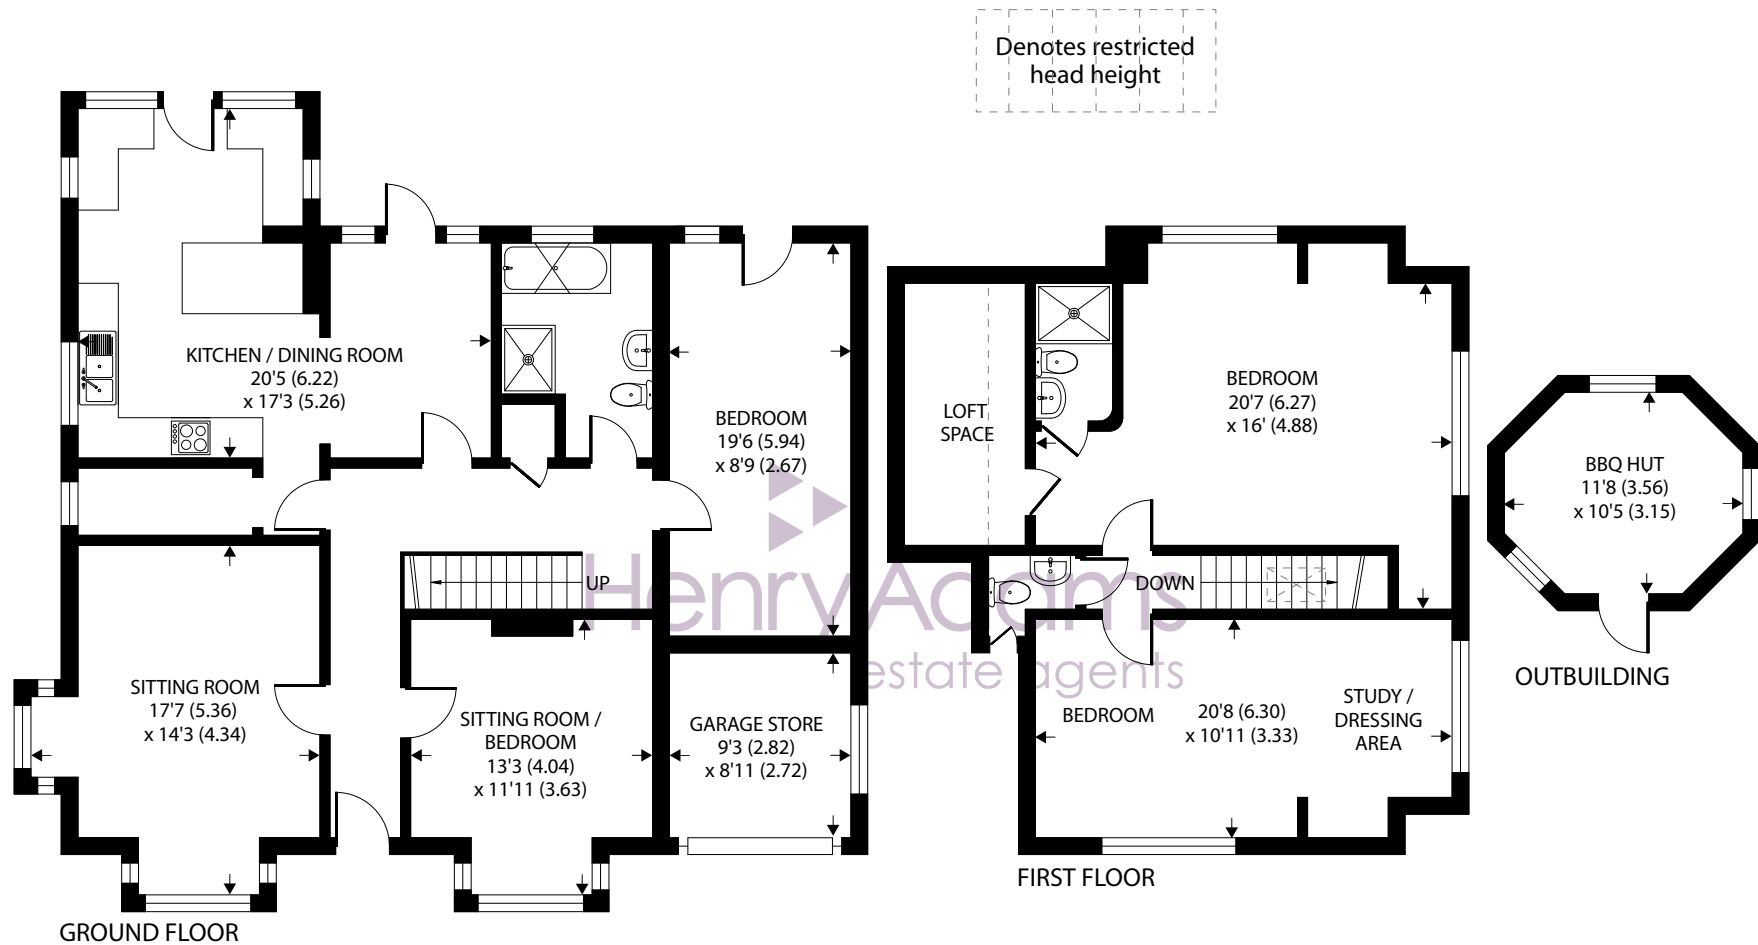 Denotes restricted
head height
KITCHEN / DINING ROOM
20'5 (6.22)
x 17'3 (5.26)
BEDROOM
19'6 (5.94)
x 8'9 (2.67)
UP
SITTING ROOM
17'7 (5.36)
x 14'3 (4.34)
SITTING ROOM /
BEDROOM
13'3 (4.04)
x 11'11 (3.63)
GARAGE STORE
9'3 (2.82)
x 8'11 (2.72)
GROUND FLOOR
LOFT
SPACE
BEDROOM
20'7 (6.27)
x 16' (4.88)
DOWN
BEDROOM
20'8 (6.30)
x 10'11 (3.33)
STUDY /
DRESSING
AREA
FIRST FLOOR
BBQ HUT
11'8 (3.56)
x 10'5 (3.15)
OUTBUILDING
HenryAdams
estate agents